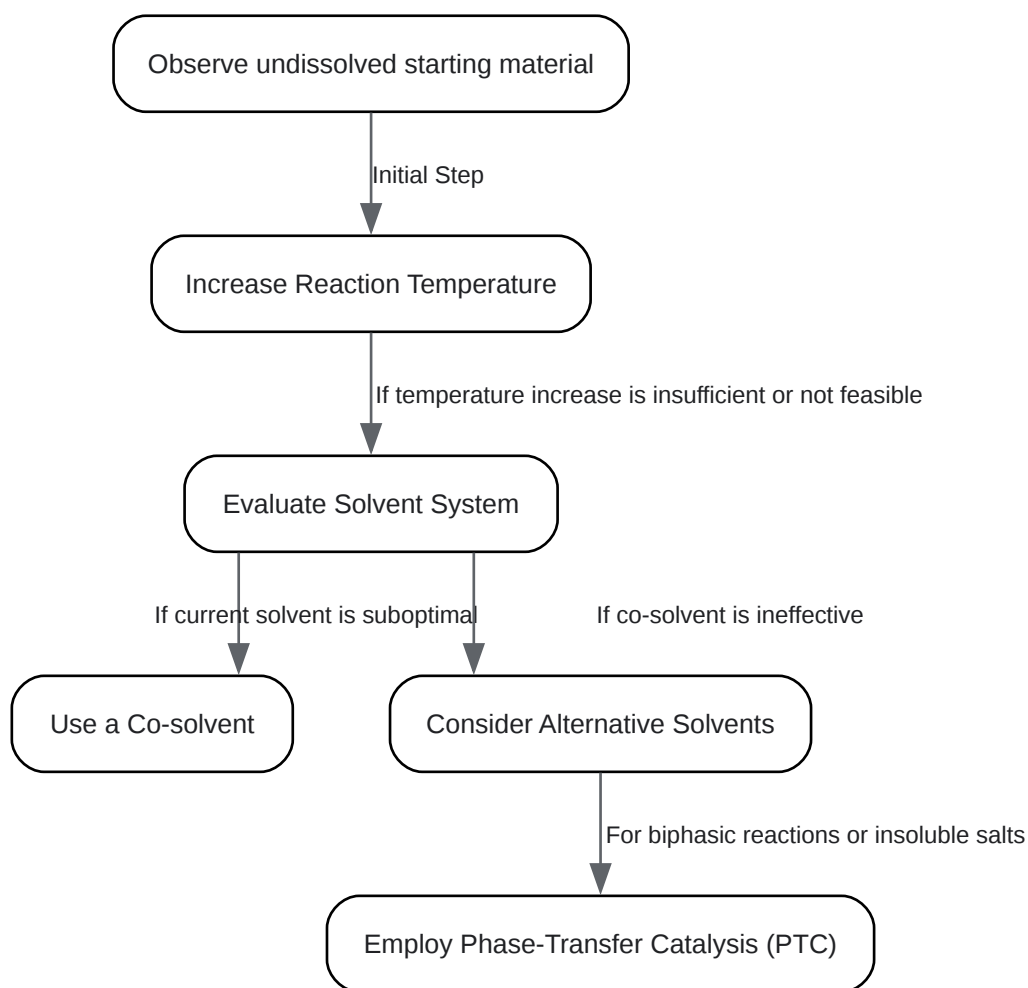 Observe undissolved starting material
Initial Step
Increase Reaction Temperature
If temperature increase is insufficient or not feasible
Evaluate Solvent System
If current solvent is suboptimal
If co-solvent is ineffective
Use a Co-solvent
Consider Alternative Solvents
For biphasic reactions or insoluble salts
Employ Phase-Transfer Catalysis (PTC)